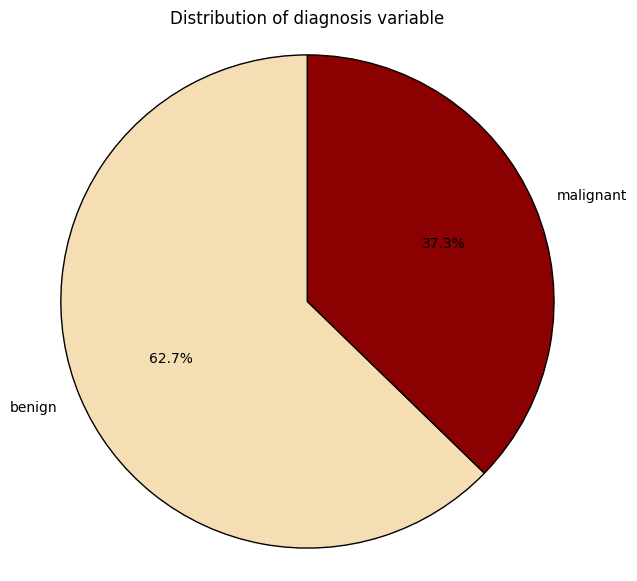 Distribution of diagnosis variable
malignant
37.3%
62.7%
benign